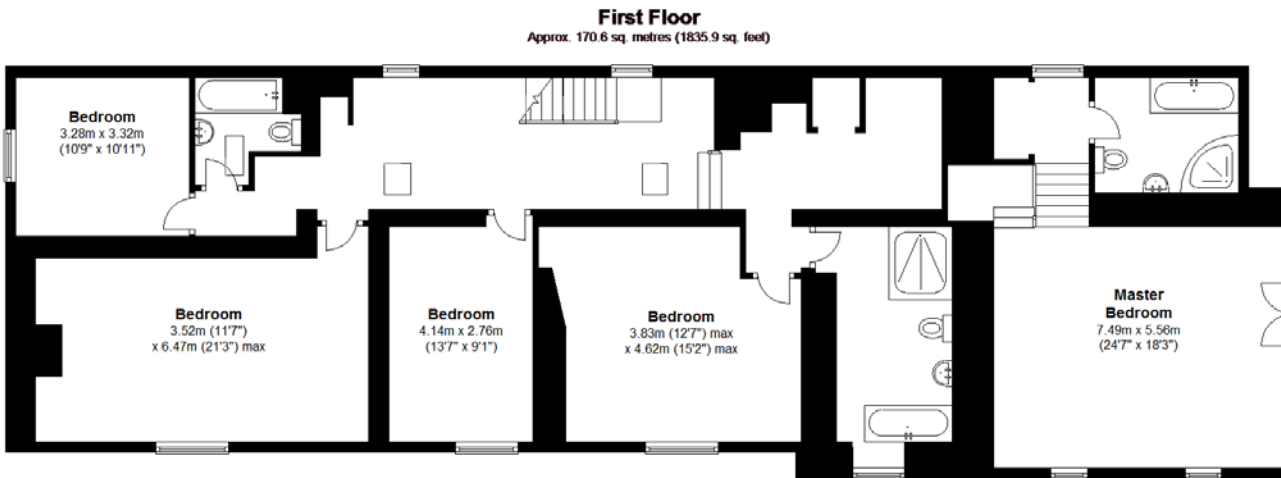 First Floor
Approx. 170.6 sq. metres (1835.9 sq. feet)
Bedroom
3.28m x 3.32m
(10'9" x 10'11")
Bedroom
3.52m (11'7")
x 6.47m (21'3") max
Bedroom
4.14m x 2.76m
(13'7" x 9'1")
Bedroom
3.83m (12'7") max
x 4.62m (15'2") max
Master
Bedroom
7.49m x 5.56m
(24'7" x 18'3")